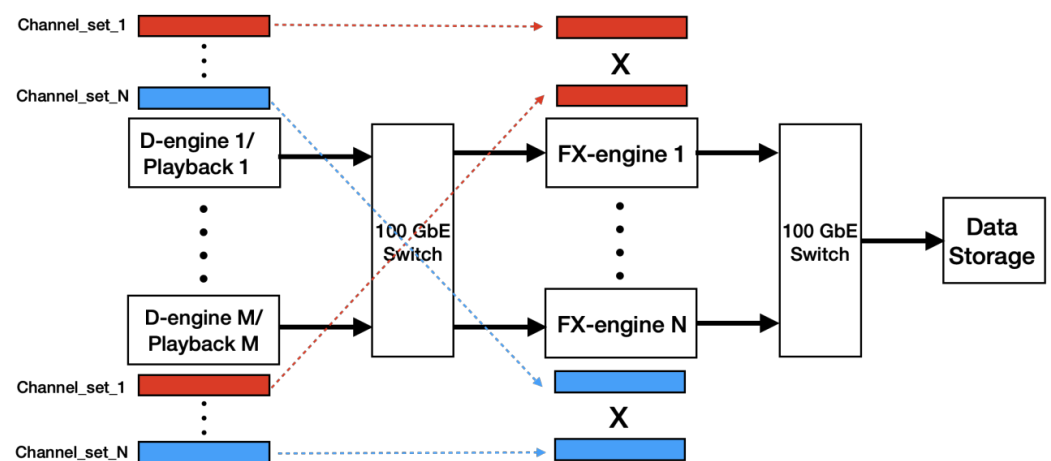 Channel_set_1
X
Channel_set_N
D-engine 1/
Playback 1
100 GbE
Switch
FX-engine 1
100 GbE
Switch
Data
Storage
D-engine M/
Playback M
FX-engine N
Channel_set_1
X
Channel_set_N